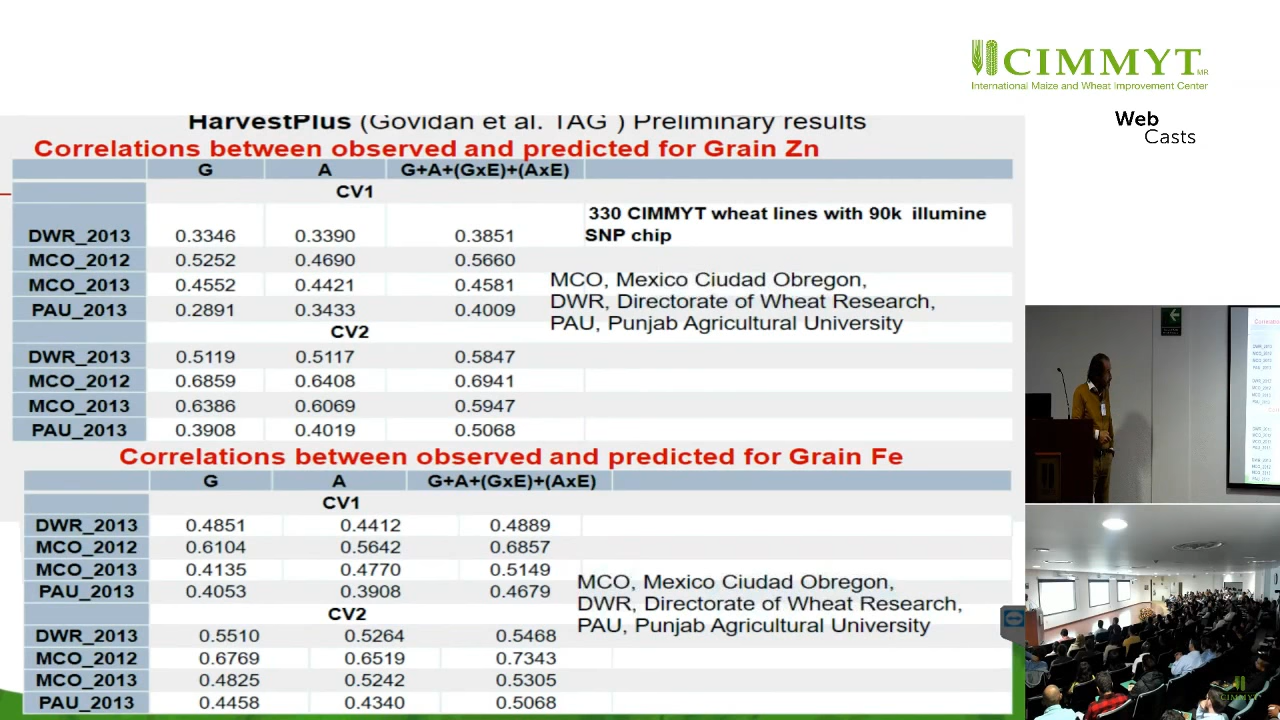 CIMMYT MR
International Maize and Wheat Improvement Center
Web
Casts
HarvestPlus (Govidan et al. TAG ) Preliminary results
Correlations between observed and predicted for Grain Zn
G A G+A+(GxE)+(AxE)
CV1
330 CIMMYT wheat lines with 90k illumine
SNP chip
DWR_2013 0.3346 0.3390 0.3851
MCO_2012 0.5252 0.4690 0.5660
MCO_2013 0.4552 0.4421 0.4581
PAU_2013 0.2891 0.3433 0.4009
MCO, Mexico Ciudad Obregon,
DWR, Directorate of Wheat Research,
PAU, Punjab Agricultural University
CV2
DWR_2013 0.5119 0.5117 0.5847
MCO_2012 0.6859 0.6408 0.6941
MCO_2013 0.6386 0.6069 0.5947
PAU_2013 0.3908 0.4019 0.5068
Correlations between observed and predicted for Grain Fe
G A G+A+(GxE)+(AxE)
CV1
DWR_2013 0.4851 0.4412 0.4889
MCO_2012 0.6104 0.5642 0.6857
MCO_2013 0.4135 0.4770 0.5149
PAU_2013 0.4053 0.3908 0.4679
MCO, Mexico Ciudad Obregon,
DWR, Directorate of Wheat Research,
PAU, Punjab Agricultural University
CV2
DWR_2013 0.5510 0.5264 0.5468
MCO_2012 0.6769 0.6519 0.7343
MCO_2013 0.4825 0.5242 0.5305
PAU_2013 0.4458 0.4340 0.5068
CIMMYT